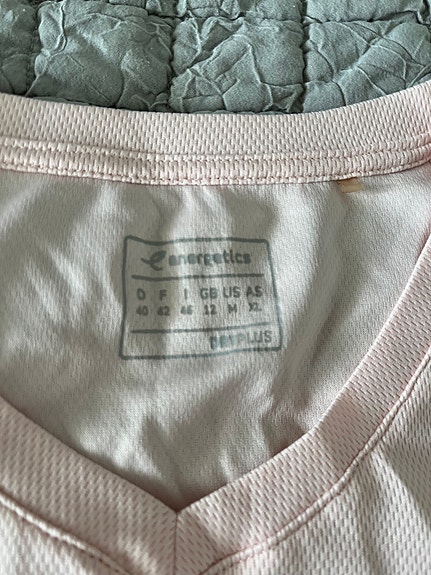 energetics
D F I GB US AS
40 42 46 12 M XL
DRYPLUS